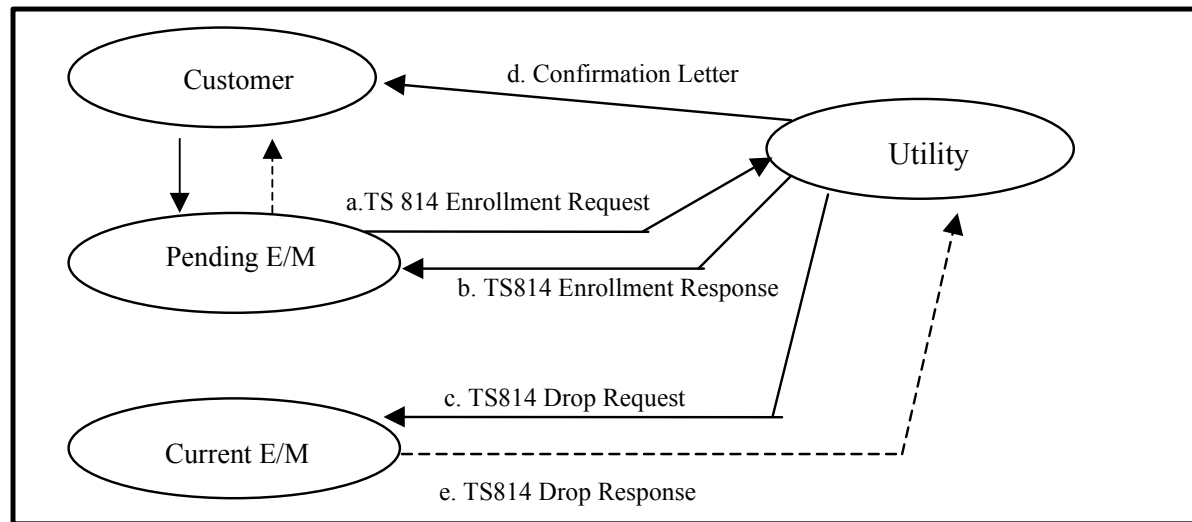 Customer
d. Confirmation Letter
Utility
a.TS 814 Enrollment Request
Pending E/M
b. TS814 Enrollment Response
c. TS814 Drop Request
Current E/M
e. TS814 Drop Response